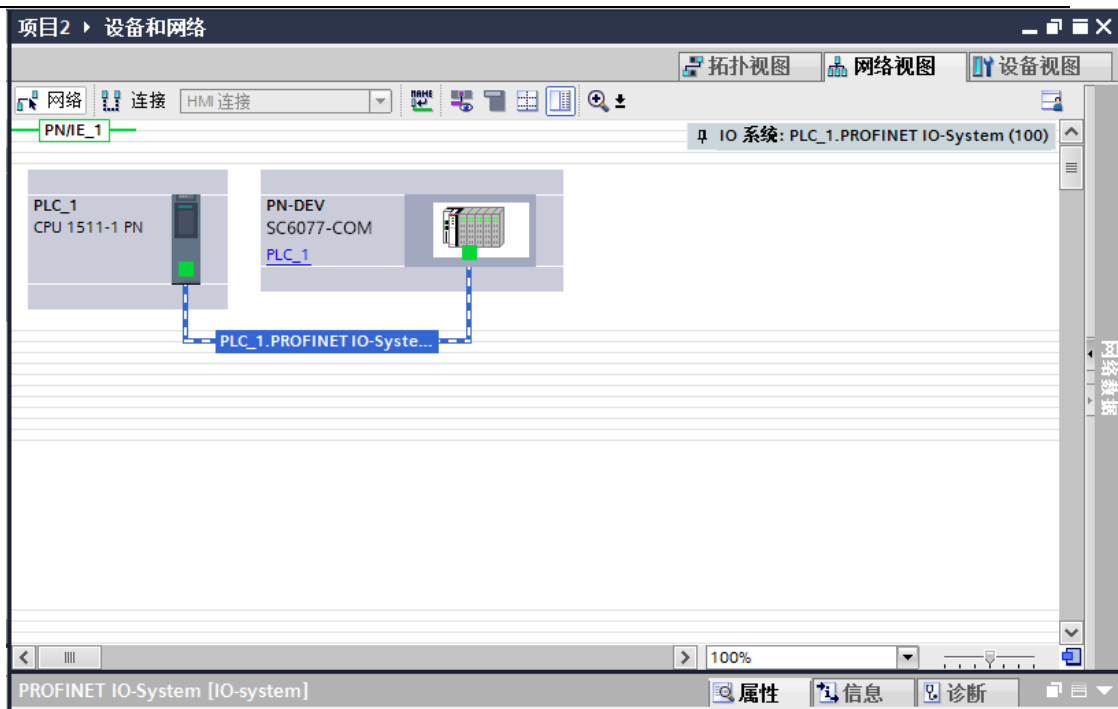 项目2 ▸ 设备和网络
拓扑视图 网络视图 设备视图
网络 连接 HMI 连接
PN/IE_1
IO 系统: PLC_1.PROFINET IO-System (100)
PLC_1
CPU 1511-1 PN
PN-DEV
SC6077-COM
PLC_1
PLC_1.PROFINET IO-Syste...
网络数据
100%
PROFINET IO-System [IO-system]
属性 信息 诊断